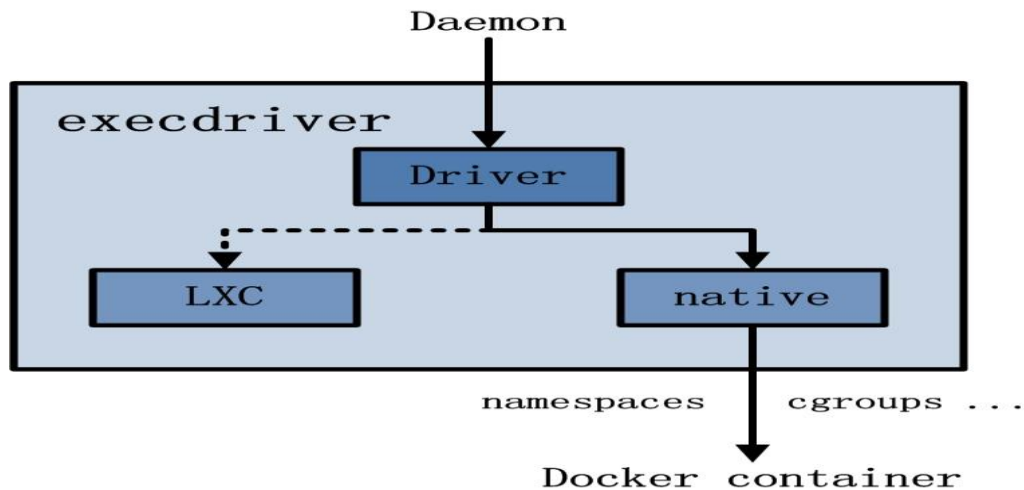 Daemon
execdriver
Driver
LXC
native
namespaces cgroups ...
Docker container